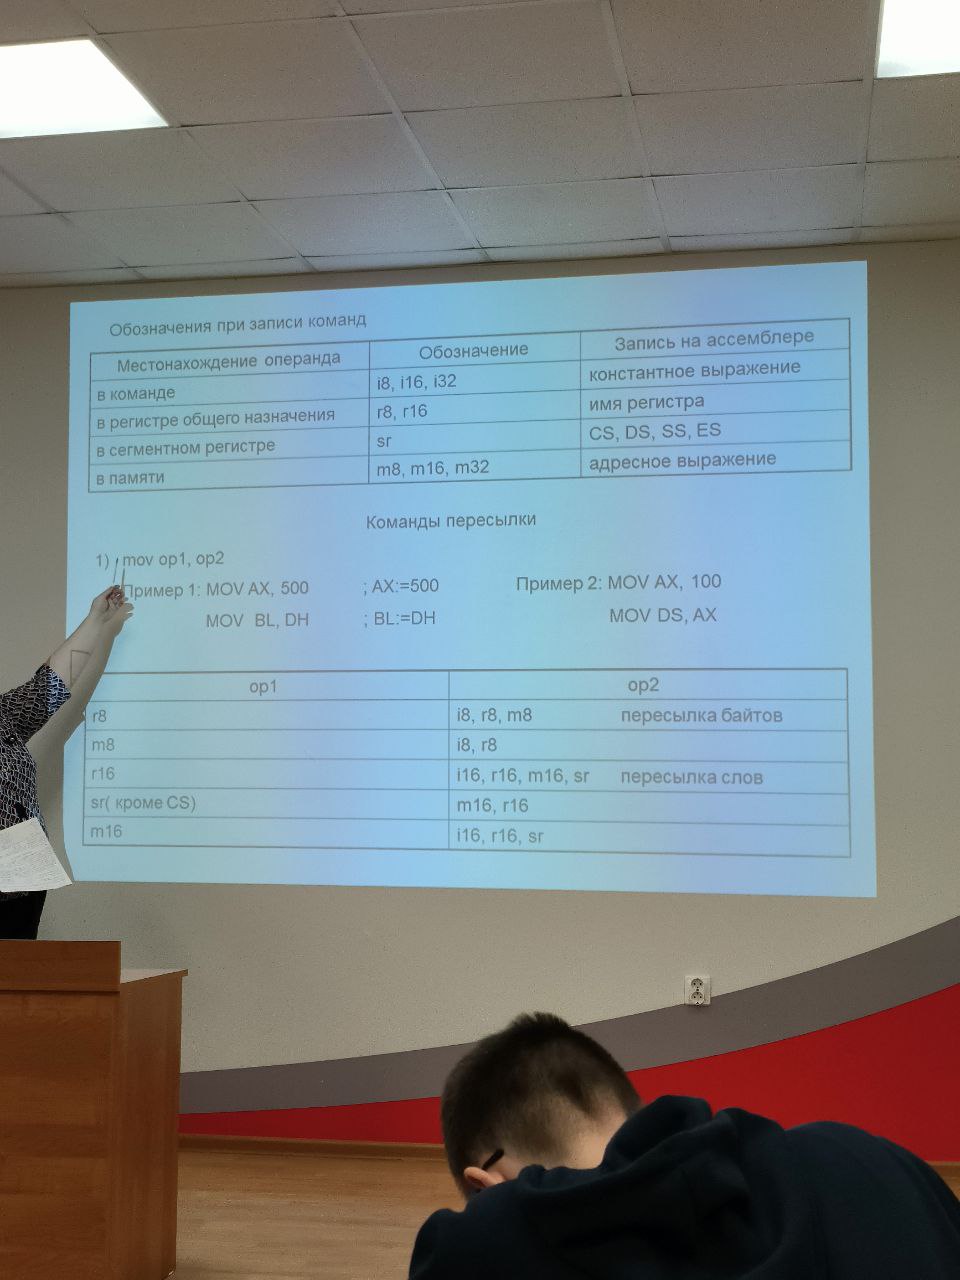 Обозначения при записи команд
Местонахождение операнда Обозначение Запись на ассемблере
в команде i8, i16, i32 константное выражение
в регистре общего назначения r8, r16 имя регистра
в сегментном регистре sr CS, DS, SS, ES
в памяти m8, m16, m32 адресное выражение
Команды пересылки
1) mov op1, op2
Пример 1: MOV AX, 500 ; AX:=500 Пример 2: MOV AX, 100
MOV BL, DH ; BL:=DH MOV DS, AX
op1 op2
r8 i8, r8, m8 пересылка байтов
m8 i8, r8
r16 i16, r16, m16, sr пересылка слов
sr( кроме CS) m16, r16
m16 i16, r16, sr